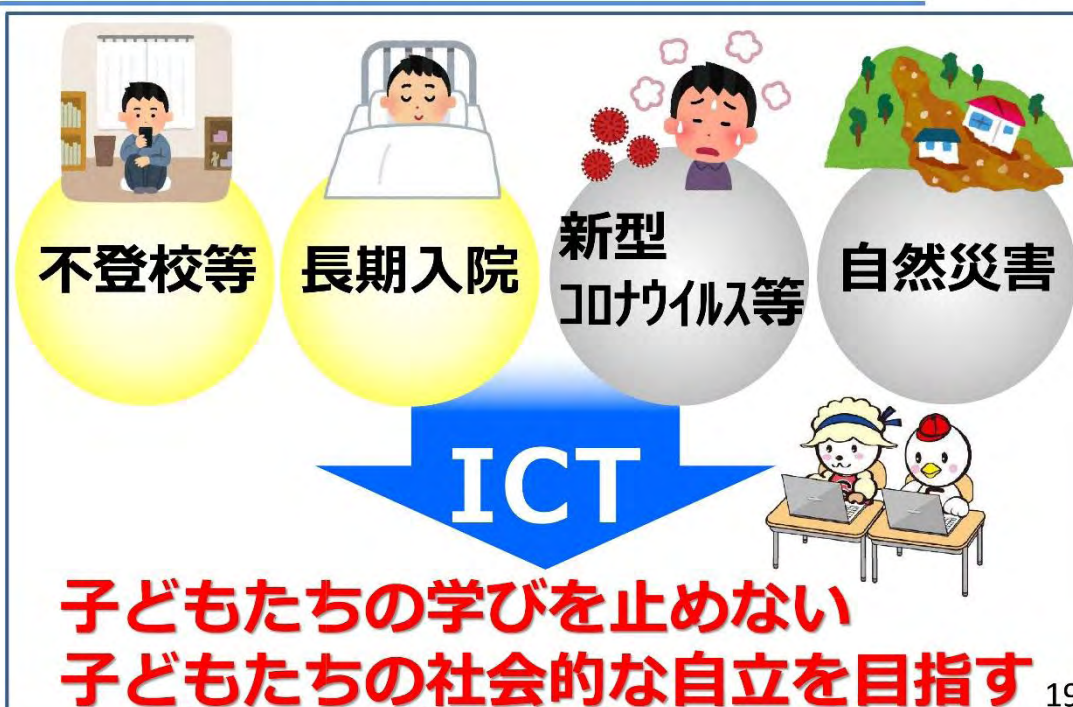 不登校等
長期入院
新型
コロナウイルス等
自然災害
ICT
子どもたちの学びを止めない
子どもたちの社会的な自立を目指す
19